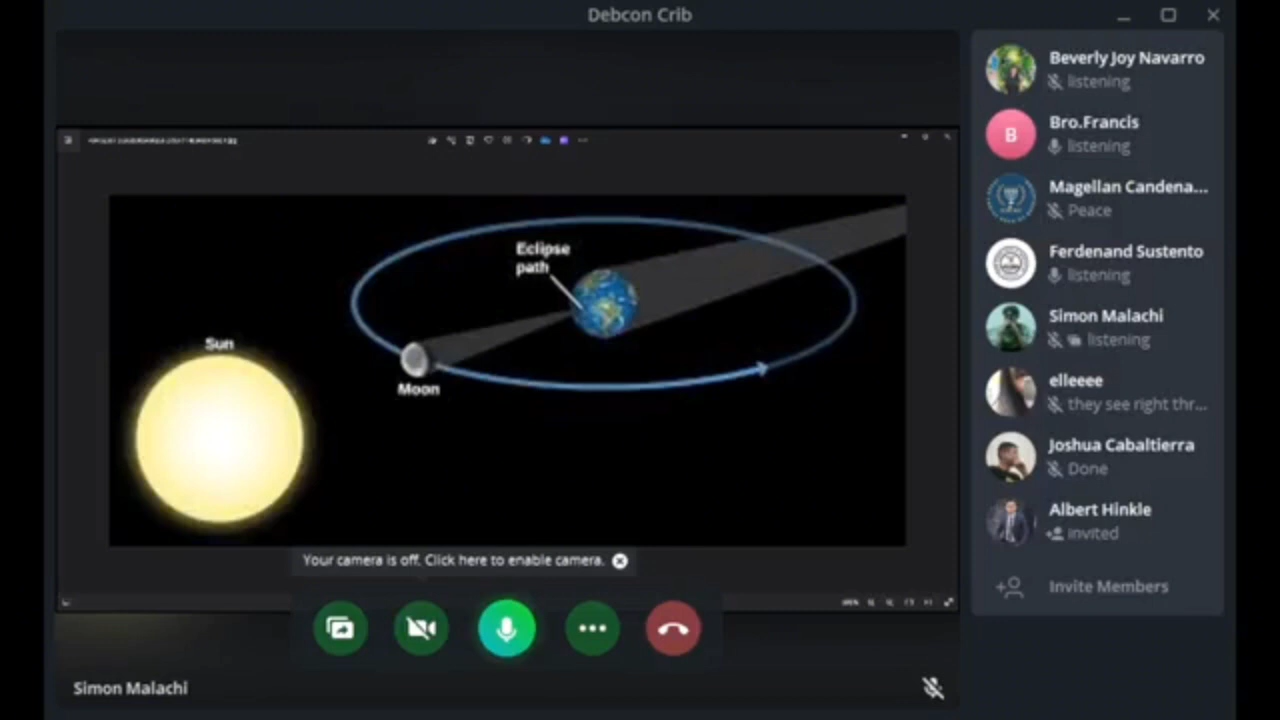 Debcon Crib
Eclipse
path
Sun
Moon
Your camera is off. Click here to enable camera.
Simon Malachi
Beverly Joy Navarro
listening
B
Bro.Francis
listening
Magellan Candena...
Peace
Ferdenand Sustento
listening
Simon Malachi
listening
elleeee
they see right thr...
Joshua Cabaltierra
Done
Albert Hinkle
invited
Invite Members